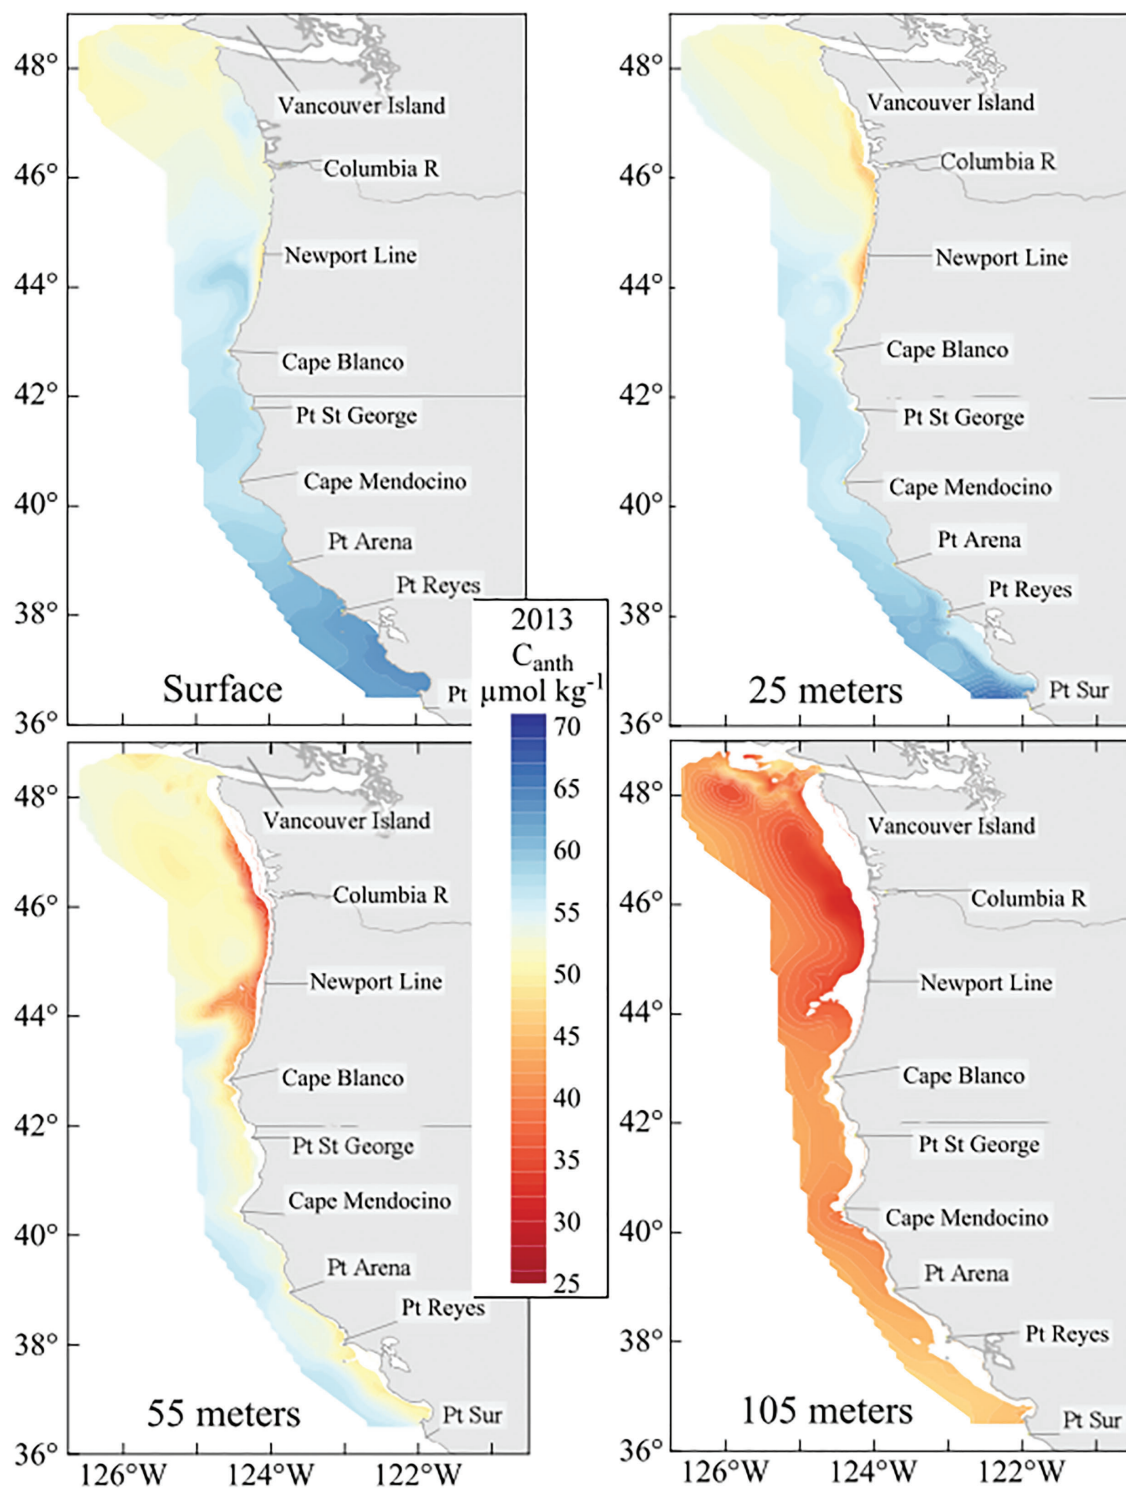 48°
46°
44°
42°
40°
38°
36°
Vancouver Island
Columbia R
Newport Line
Cape Blanco
Pt St George
Cape Mendocino
Pt Arena
Pt Reyes
Pt
Surface
48°
46°
44°
42°
40°
38°
36°
Vancouver Island
Columbia R
Newport Line
Cape Blanco
Pt St George
Cape Mendocino
Pt Arena
Pt Reyes
Pt Sur
25 meters
2013
Canth
µmol kg-1
70
65
60
55
50
45
40
35
30
25
48°
46°
44°
42°
40°
38°
36°
Vancouver Island
Columbia R
Newport Line
Cape Blanco
Pt St George
Cape Mendocino
Pt Arena
Pt Reyes
Pt Sur
55 meters
126°W 124°W 122°W
48°
46°
44°
42°
40°
38°
36°
Vancouver Island
Columbia R
Newport Line
Cape Blanco
Pt St George
Cape Mendocino
Pt Arena
Pt Reyes
Pt Sur
105 meters
126°W 124°W 122°W